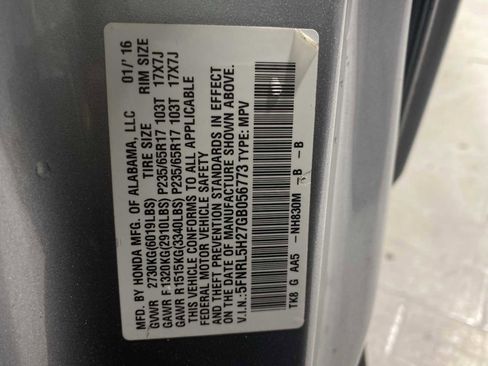 MFD. BY HONDA MFG. OF ALABAMA, LLC 01/'16
GVWR 2730KG(6019LBS) TIRE SIZE RIM SIZE
GAWR F 1320KG(2910LBS) P235/65R17 103T 17X7J
GAWR R 1515KG(3340LBS) P235/65R17 103T 17X7J
THIS VEHICLE CONFORMS TO ALL APPLICABLE
FEDERAL MOTOR VEHICLE SAFETY
AND THEFT PREVENTION STANDARDS IN EFFECT
ON THE DATE OF MANUFACTURE SHOWN ABOVE.
V.I.N.:5FNRL5H27GB056773 TYPE: MPV
TK8 G AA5 -NH830M -B -B